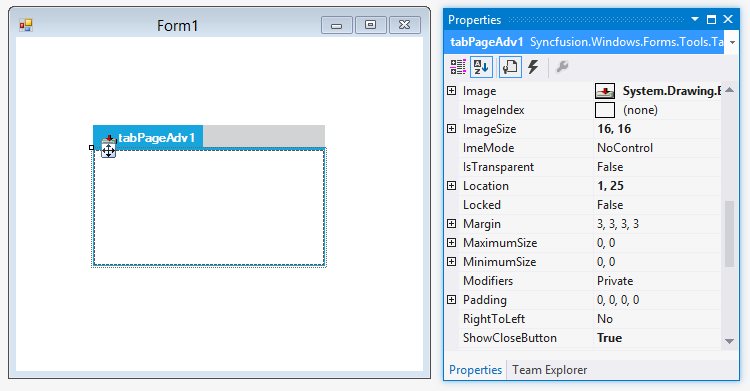 Form1
tabPageAdv1
Properties
tabPageAdv1 Syncfusion.Windows.Forms.Tools.Ta
Image System.Drawing.E
ImageIndex (none)
ImageSize 16, 16
ImeMode NoControl
IsTransparent False
Location 1, 25
Locked False
Margin 3, 3, 3, 3
MaximumSize 0, 0
MinimumSize 0, 0
Modifiers Private
Padding 0, 0, 0, 0
RightToLeft No
ShowCloseButton True
Properties Team Explorer